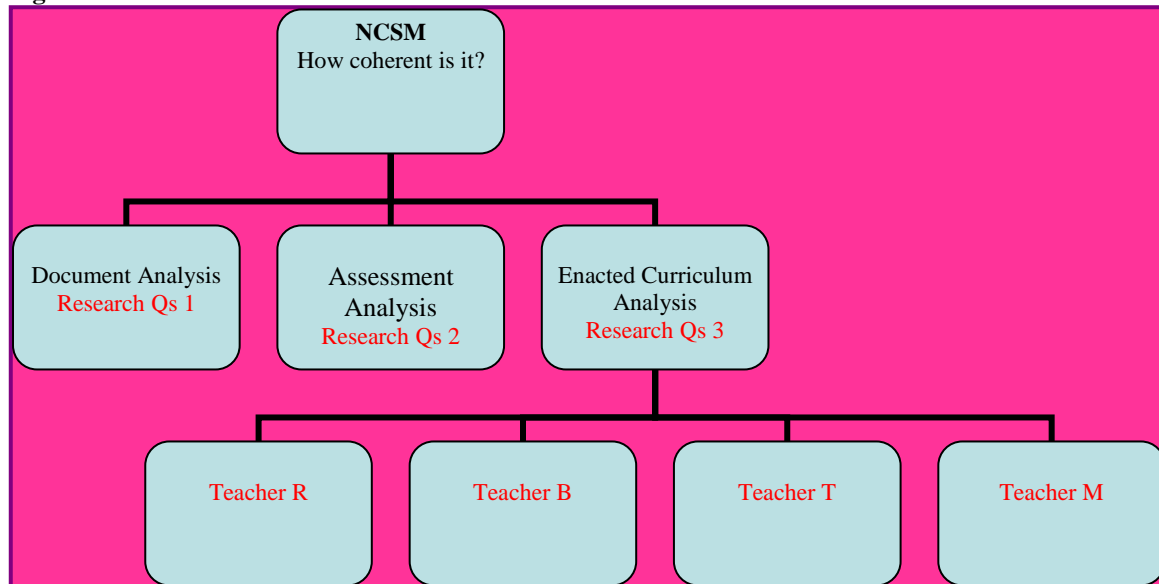 NCSM
How coherent is it?
Document Analysis
Research Qs 1
Assessment
Analysis
Research Qs 2
Enacted Curriculum
Analysis
Research Qs 3
Teacher R
Teacher B
Teacher T
Teacher M